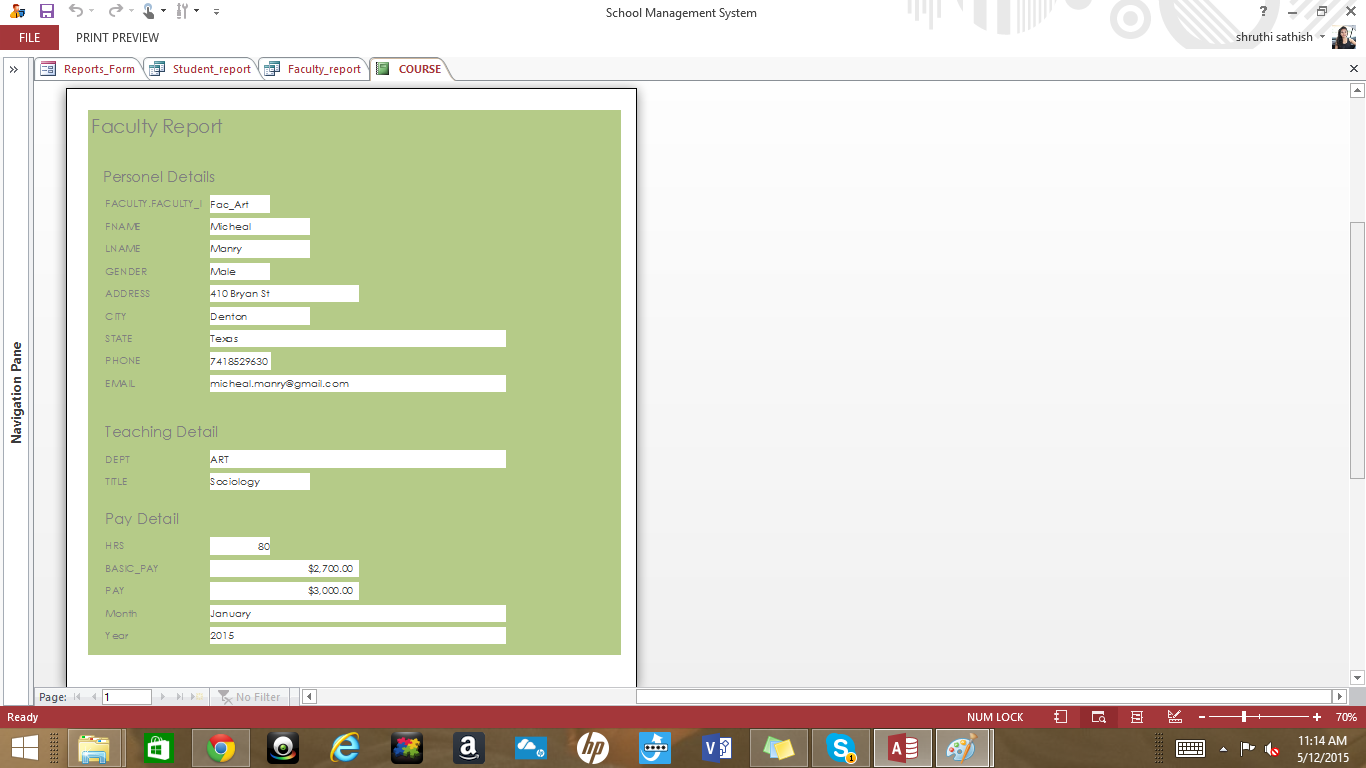 School Management System
?
FILE PRINT PREVIEW shruthi sathish
Reports_Form Student_report Faculty_report COURSE
Navigation Pane
Faculty Report
Personel Details
FACULTY.FACULTY_I Fac_Art
FNAME Micheal
LNAME Manry
GENDER Male
ADDRESS 410 Bryan St
CITY Denton
STATE Texas
PHONE 7418529630
EMAIL micheal.manry@gmail.com
Teaching Detail
DEPT ART
TITLE Sociology
Pay Detail
HRS 80
BASIC_PAY $2,700.00
PAY $3,000.00
Month January
Year 2015
Page: 1 No Filter
Ready NUM LOCK 70%
11:14 AM
5/12/2015